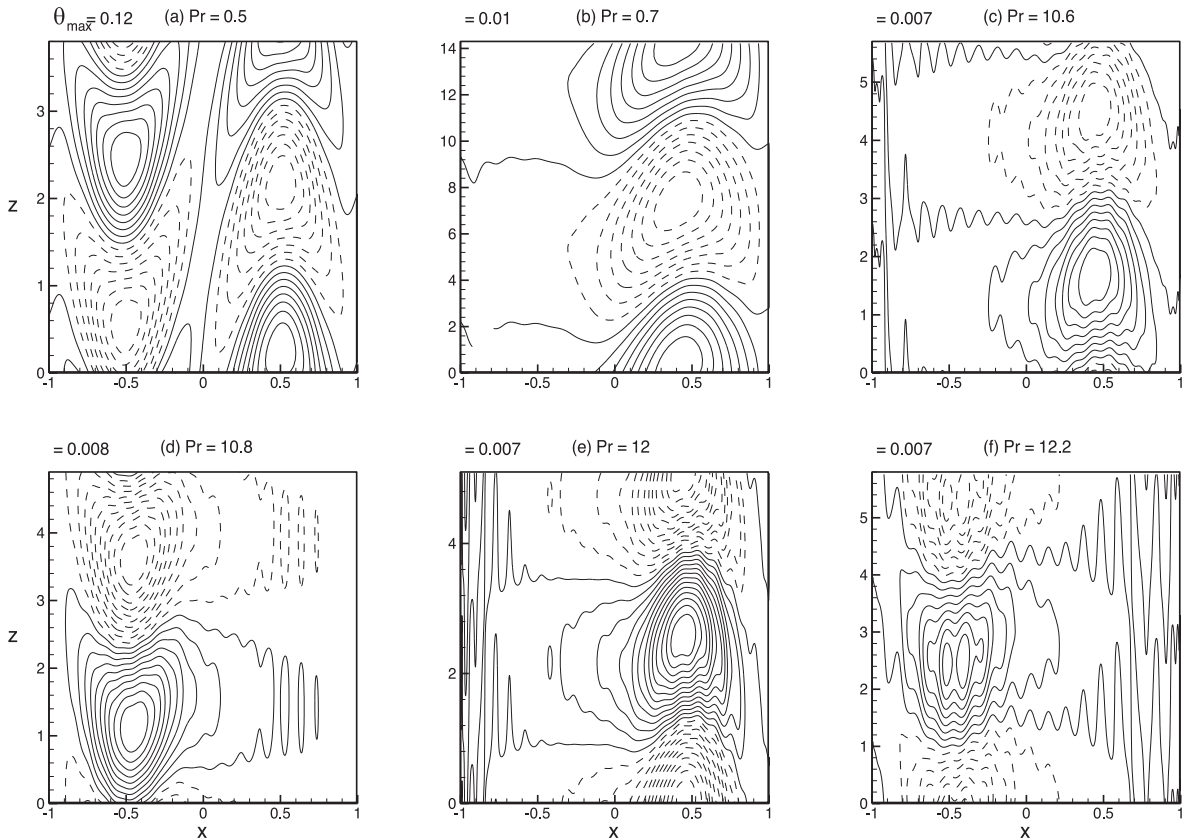 θmax = 0.12 (a) Pr = 0.5
= 0.01 (b) Pr = 0.7
= 0.007 (c) Pr = 10.6
z
3
2
1
0
-1 -0.5 0 0.5 1
14
12
10
8
6
4
2
0
-1 -0.5 0 0.5 1
5
4
3
2
1
0
-1 -0.5 0 0.5 1
= 0.008 (d) Pr = 10.8
= 0.007 (e) Pr = 12
= 0.007 (f) Pr = 12.2
z
4
3
2
1
0
-1 -0.5 0 0.5 1
x
4
2
0
-1 -0.5 0 0.5 1
x
5
4
3
2
1
0
-1 -0.5 0 0.5 1
x